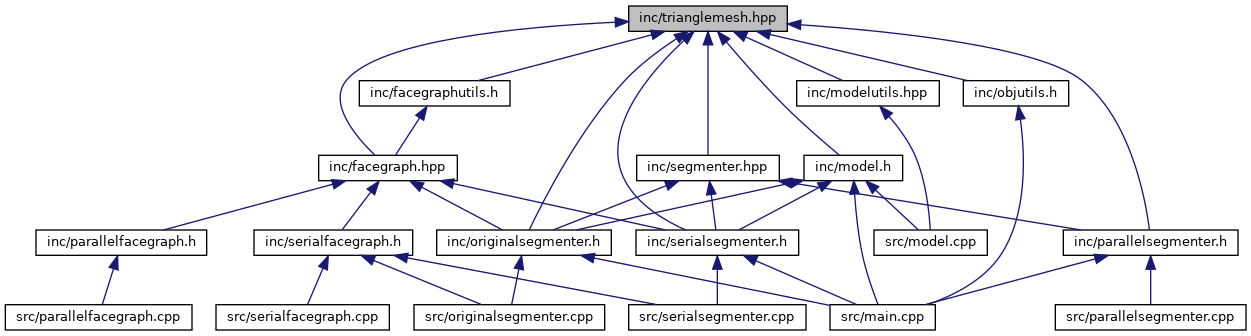 inc/trianglemesh.hpp
inc/facegraphutils.h
inc/modelutils.hpp
inc/objutils.h
inc/facegraph.hpp
inc/segmenter.hpp
inc/model.h
inc/parallelfacegraph.h
inc/serialfacegraph.h
inc/originalsegmenter.h
inc/serialsegmenter.h
src/model.cpp
inc/parallelsegmenter.h
src/parallelfacegraph.cpp
src/serialfacegraph.cpp
src/originalsegmenter.cpp
src/serialsegmenter.cpp
src/main.cpp
src/parallelsegmenter.cpp